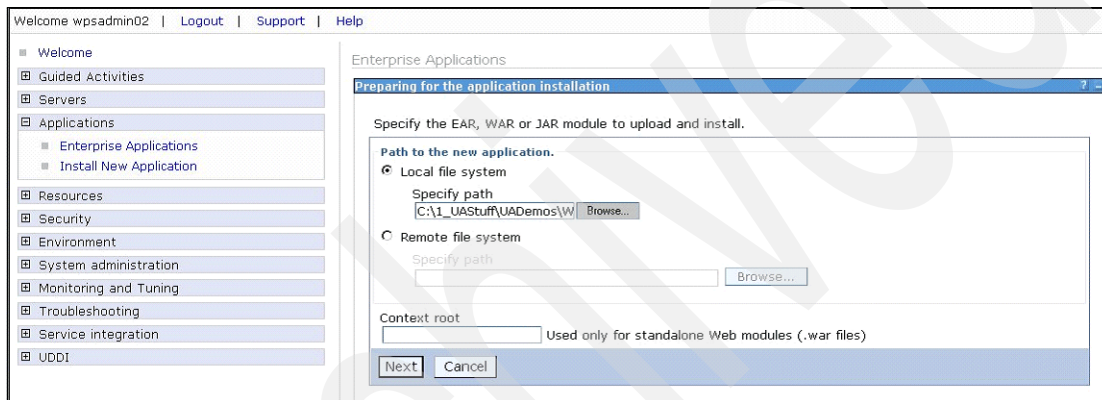 Welcome wpsadmin02 | Logout | Support | Help
Welcome
Guided Activities
Servers
Applications
Enterprise Applications
Install New Application
Resources
Security
Environment
System administration
Monitoring and Tuning
Troubleshooting
Service integration
UDDI
Enterprise Applications
Preparing for the application installation ? -
Specify the EAR, WAR or JAR module to upload and install.
Path to the new application.
Local file system
Specify path
C:\1_UAStuff\UADemos\W Browse...
Remote file system
Specify path
Browse...
Context root
Used only for standalone Web modules (.war files)
Next Cancel